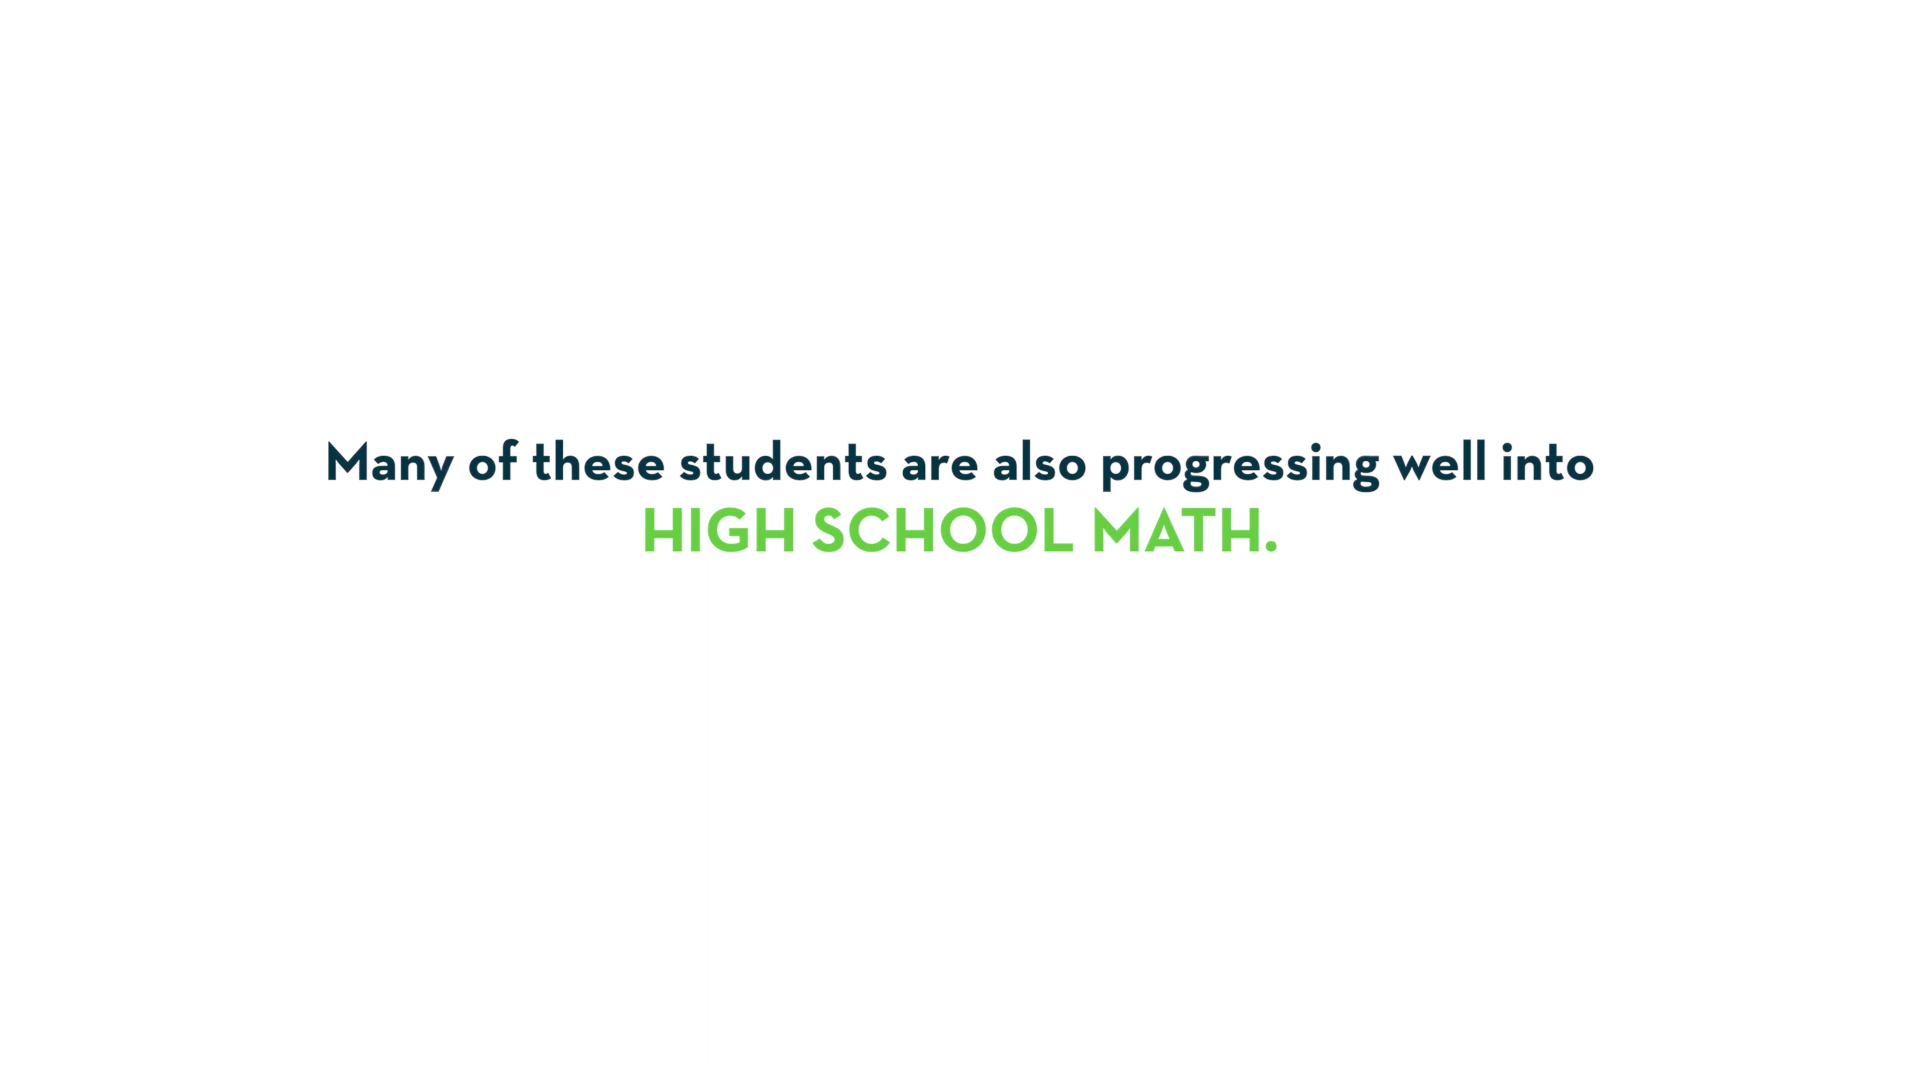 Many of these students are also progressing well into
HIGH SCHOOL MATH.